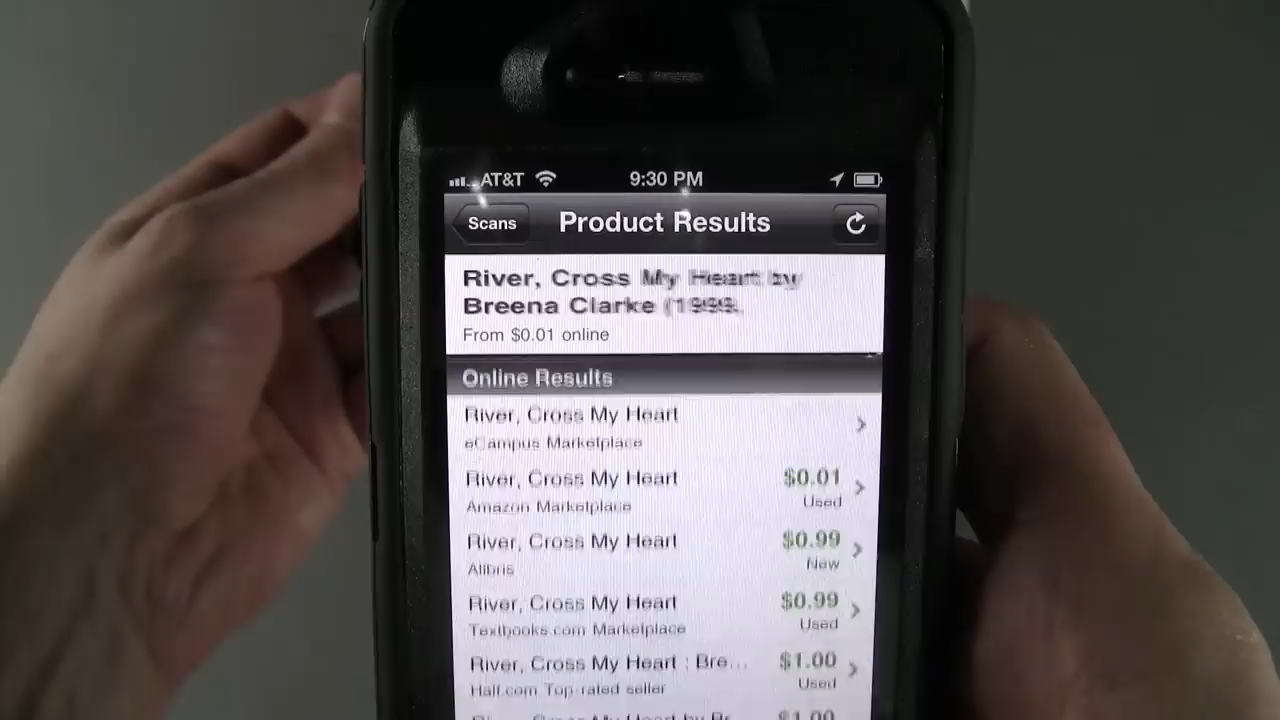 AT&T 9:30 PM
Scans Product Results
River, Cross My Heart by
Breena Clarke (1999.
From $0.01 online
Online Results
River, Cross My Heart
eCampus Marketplace
River, Cross My Heart $0.01
Amazon Marketplace Used
River, Cross My Heart $0.99
Alibris New
River, Cross My Heart $0.99
Textbooks.com Marketplace Used
River, Cross My Heart : Bre... $1.00
Half.com Top-rated seller Used
$1.00